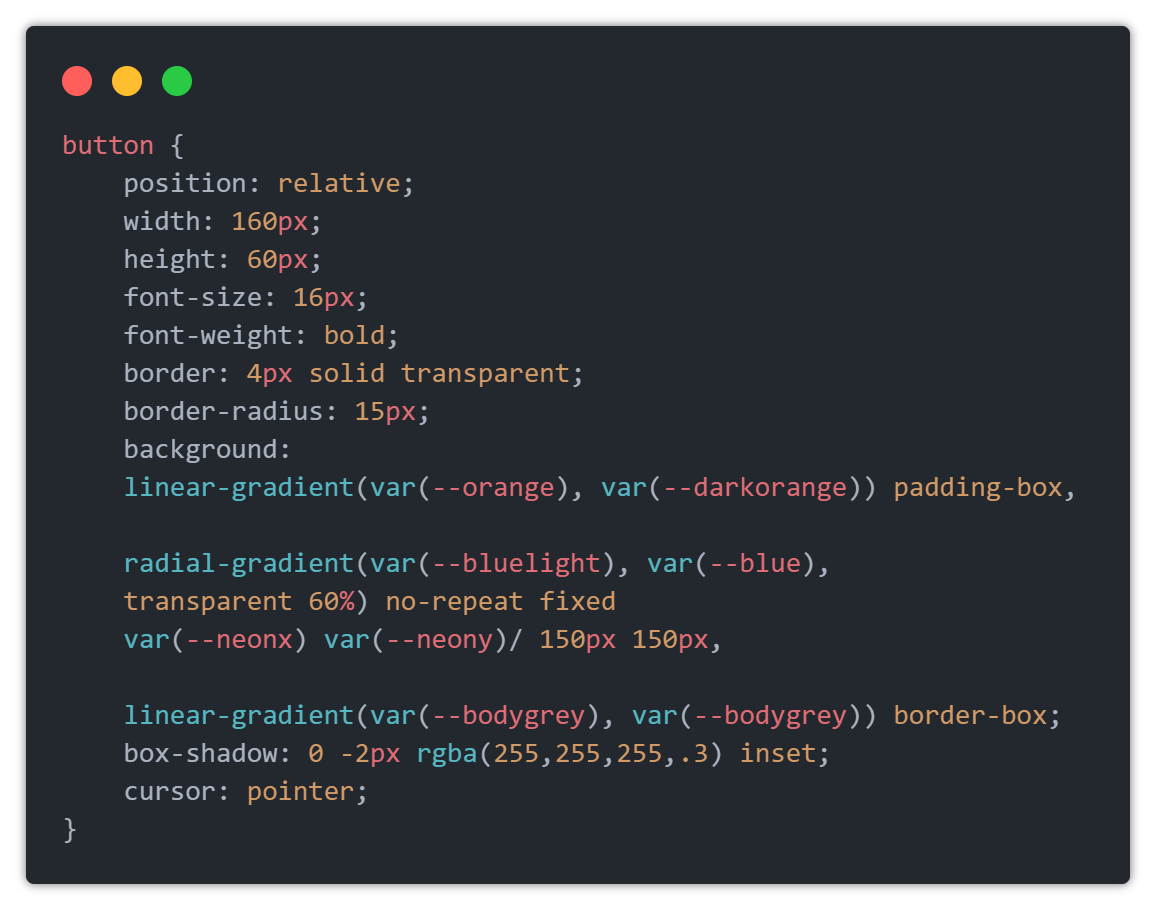 button {
    position: relative;
    width: 160px;
    height: 60px;
    font-size: 16px;
    font-weight: bold;
    border: 4px solid transparent;
    border-radius: 15px;
    background:
    linear-gradient(var(--orange), var(--darkorange)) padding-box,

    radial-gradient(var(--bluelight), var(--blue),
    transparent 60%) no-repeat fixed
    var(--neonx) var(--neony)/ 150px 150px,

    linear-gradient(var(--bodygrey), var(--bodygrey)) border-box;
    box-shadow: 0 -2px rgba(255,255,255,.3) inset;
    cursor: pointer;
}